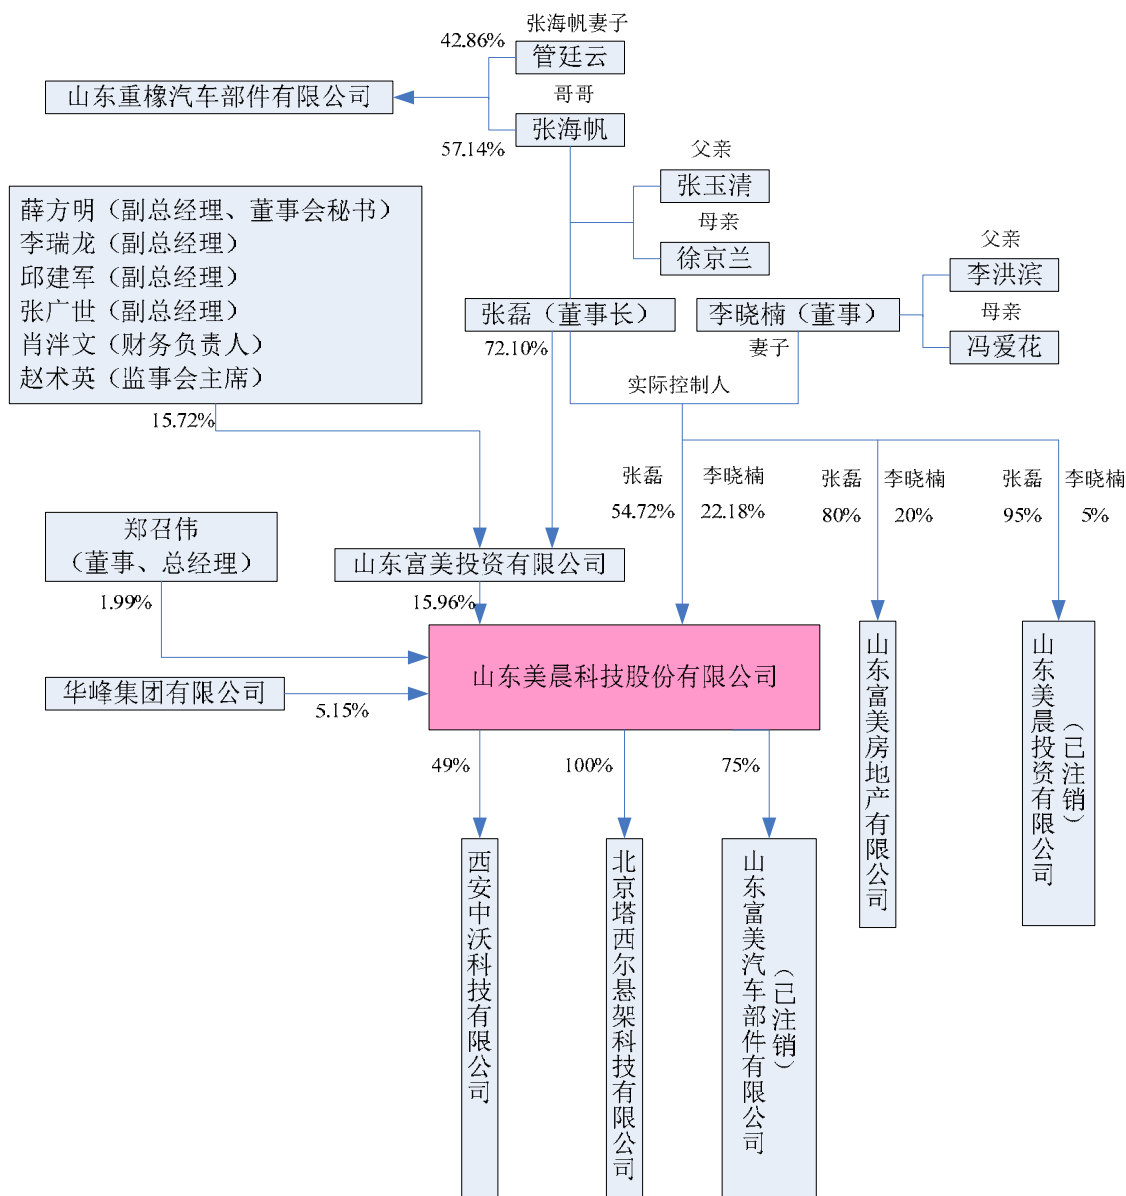 张海帆妻子
42.86%
管廷云
山东重橡汽车部件有限公司
哥哥
张海帆
57.14%
父亲
张玉清
母亲
徐京兰
薛方明（副总经理、董事会秘书）
李瑞龙（副总经理）
邱建军（副总经理）
张广世（副总经理）
肖泮文（财务负责人）
赵术英（监事会主席）
父亲
李洪滨
母亲
冯爱花
张磊（董事长）
李晓楠（董事）
72.10%
妻子
实际控制人
15.72%
张磊
李晓楠
54.72%
22.18%
张磊
李晓楠
80%
20%
张磊
李晓楠
95%
5%
郑召伟
（董事、总经理）
1.99%
山东富美投资有限公司
15.96%
山东美晨科技股份有限公司
华峰集团有限公司
5.15%
山东富美房地产有限公司
山东美晨投资有限公司
（已注销）
49%
100%
75%
西安中沃科技有限公司
北京塔西尔悬架科技有限公司
山东富美汽车部件有限公司
（已注销）